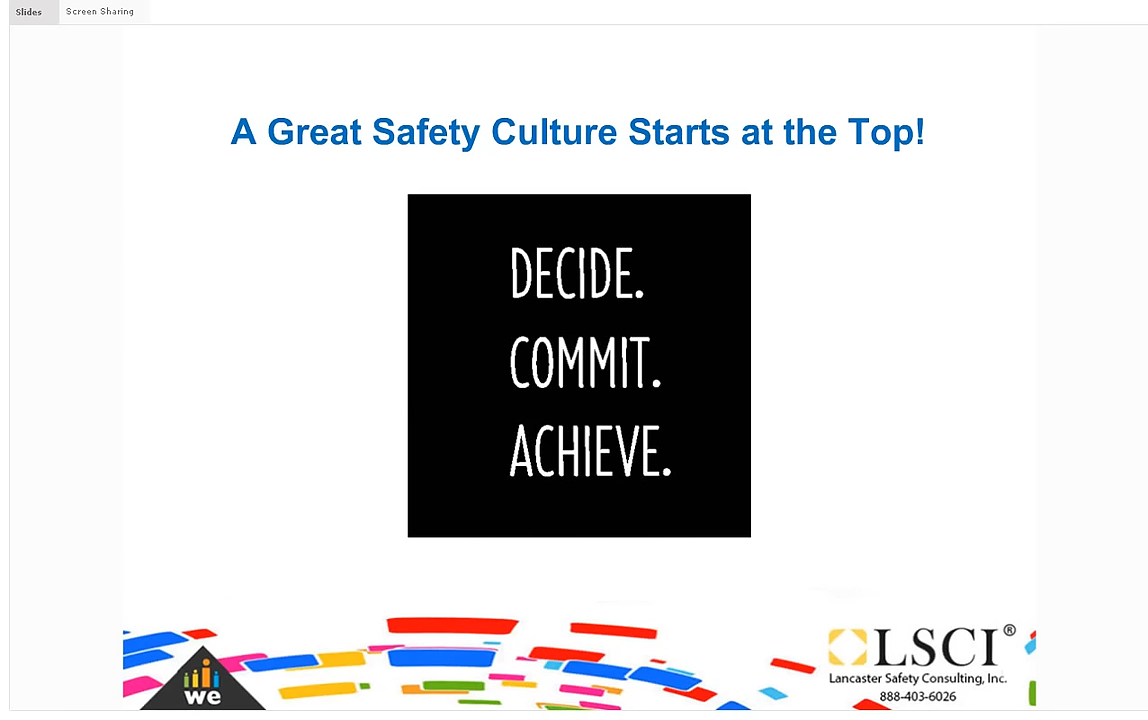 Slides
Screen Sharing
A Great Safety Culture Starts at the Top!
DECIDE.
COMMIT.
ACHIEVE.
we
LSCI®
Lancaster Safety Consulting, Inc.
888-403-6026